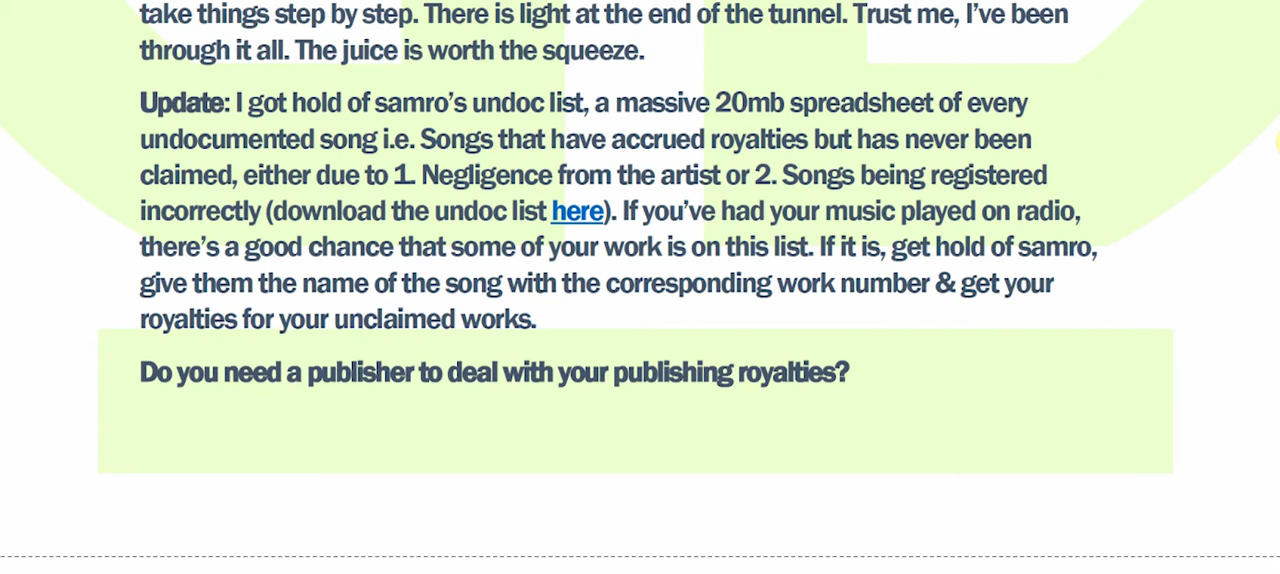 take things step by step. There is light at the end of the tunnel. Trust me, I've been
through it all. The juice is worth the squeeze.
Update: I got hold of samro's undoc list, a massive 20mb spreadsheet of every
undocumented song i.e. Songs that have accrued royalties but has never been
claimed, either due to 1. Negligence from the artist or 2. Songs being registered
incorrectly (download the undoc list here). If you've had your music played on radio,
there's a good chance that some of your work is on this list. If it is, get hold of samro,
give them the name of the song with the corresponding work number & get your
royalties for your unclaimed works.
Do you need a publisher to deal with your publishing royalties?